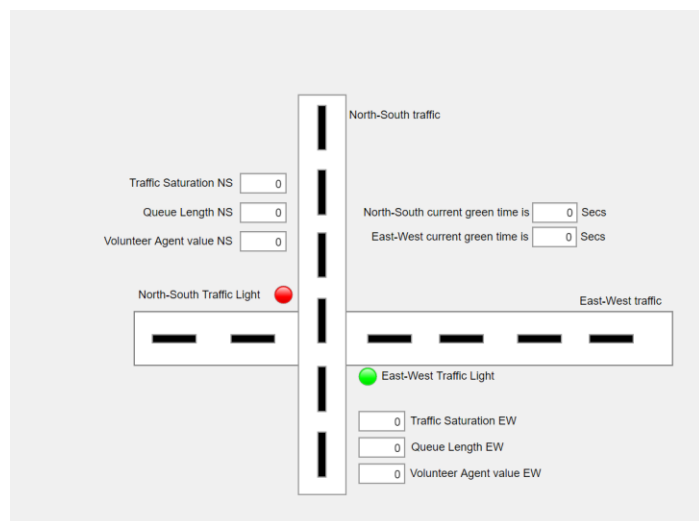 North-South traffic
Traffic Saturation NS 0
Queue Length NS 0
North-South current green time is 0 Secs
Volunteer Agent value NS 0
East-West current green time is 0 Secs
North-South Traffic Light
East-West traffic
East-West Traffic Light
0 Traffic Saturation EW
0 Queue Length EW
0 Volunteer Agent value EW